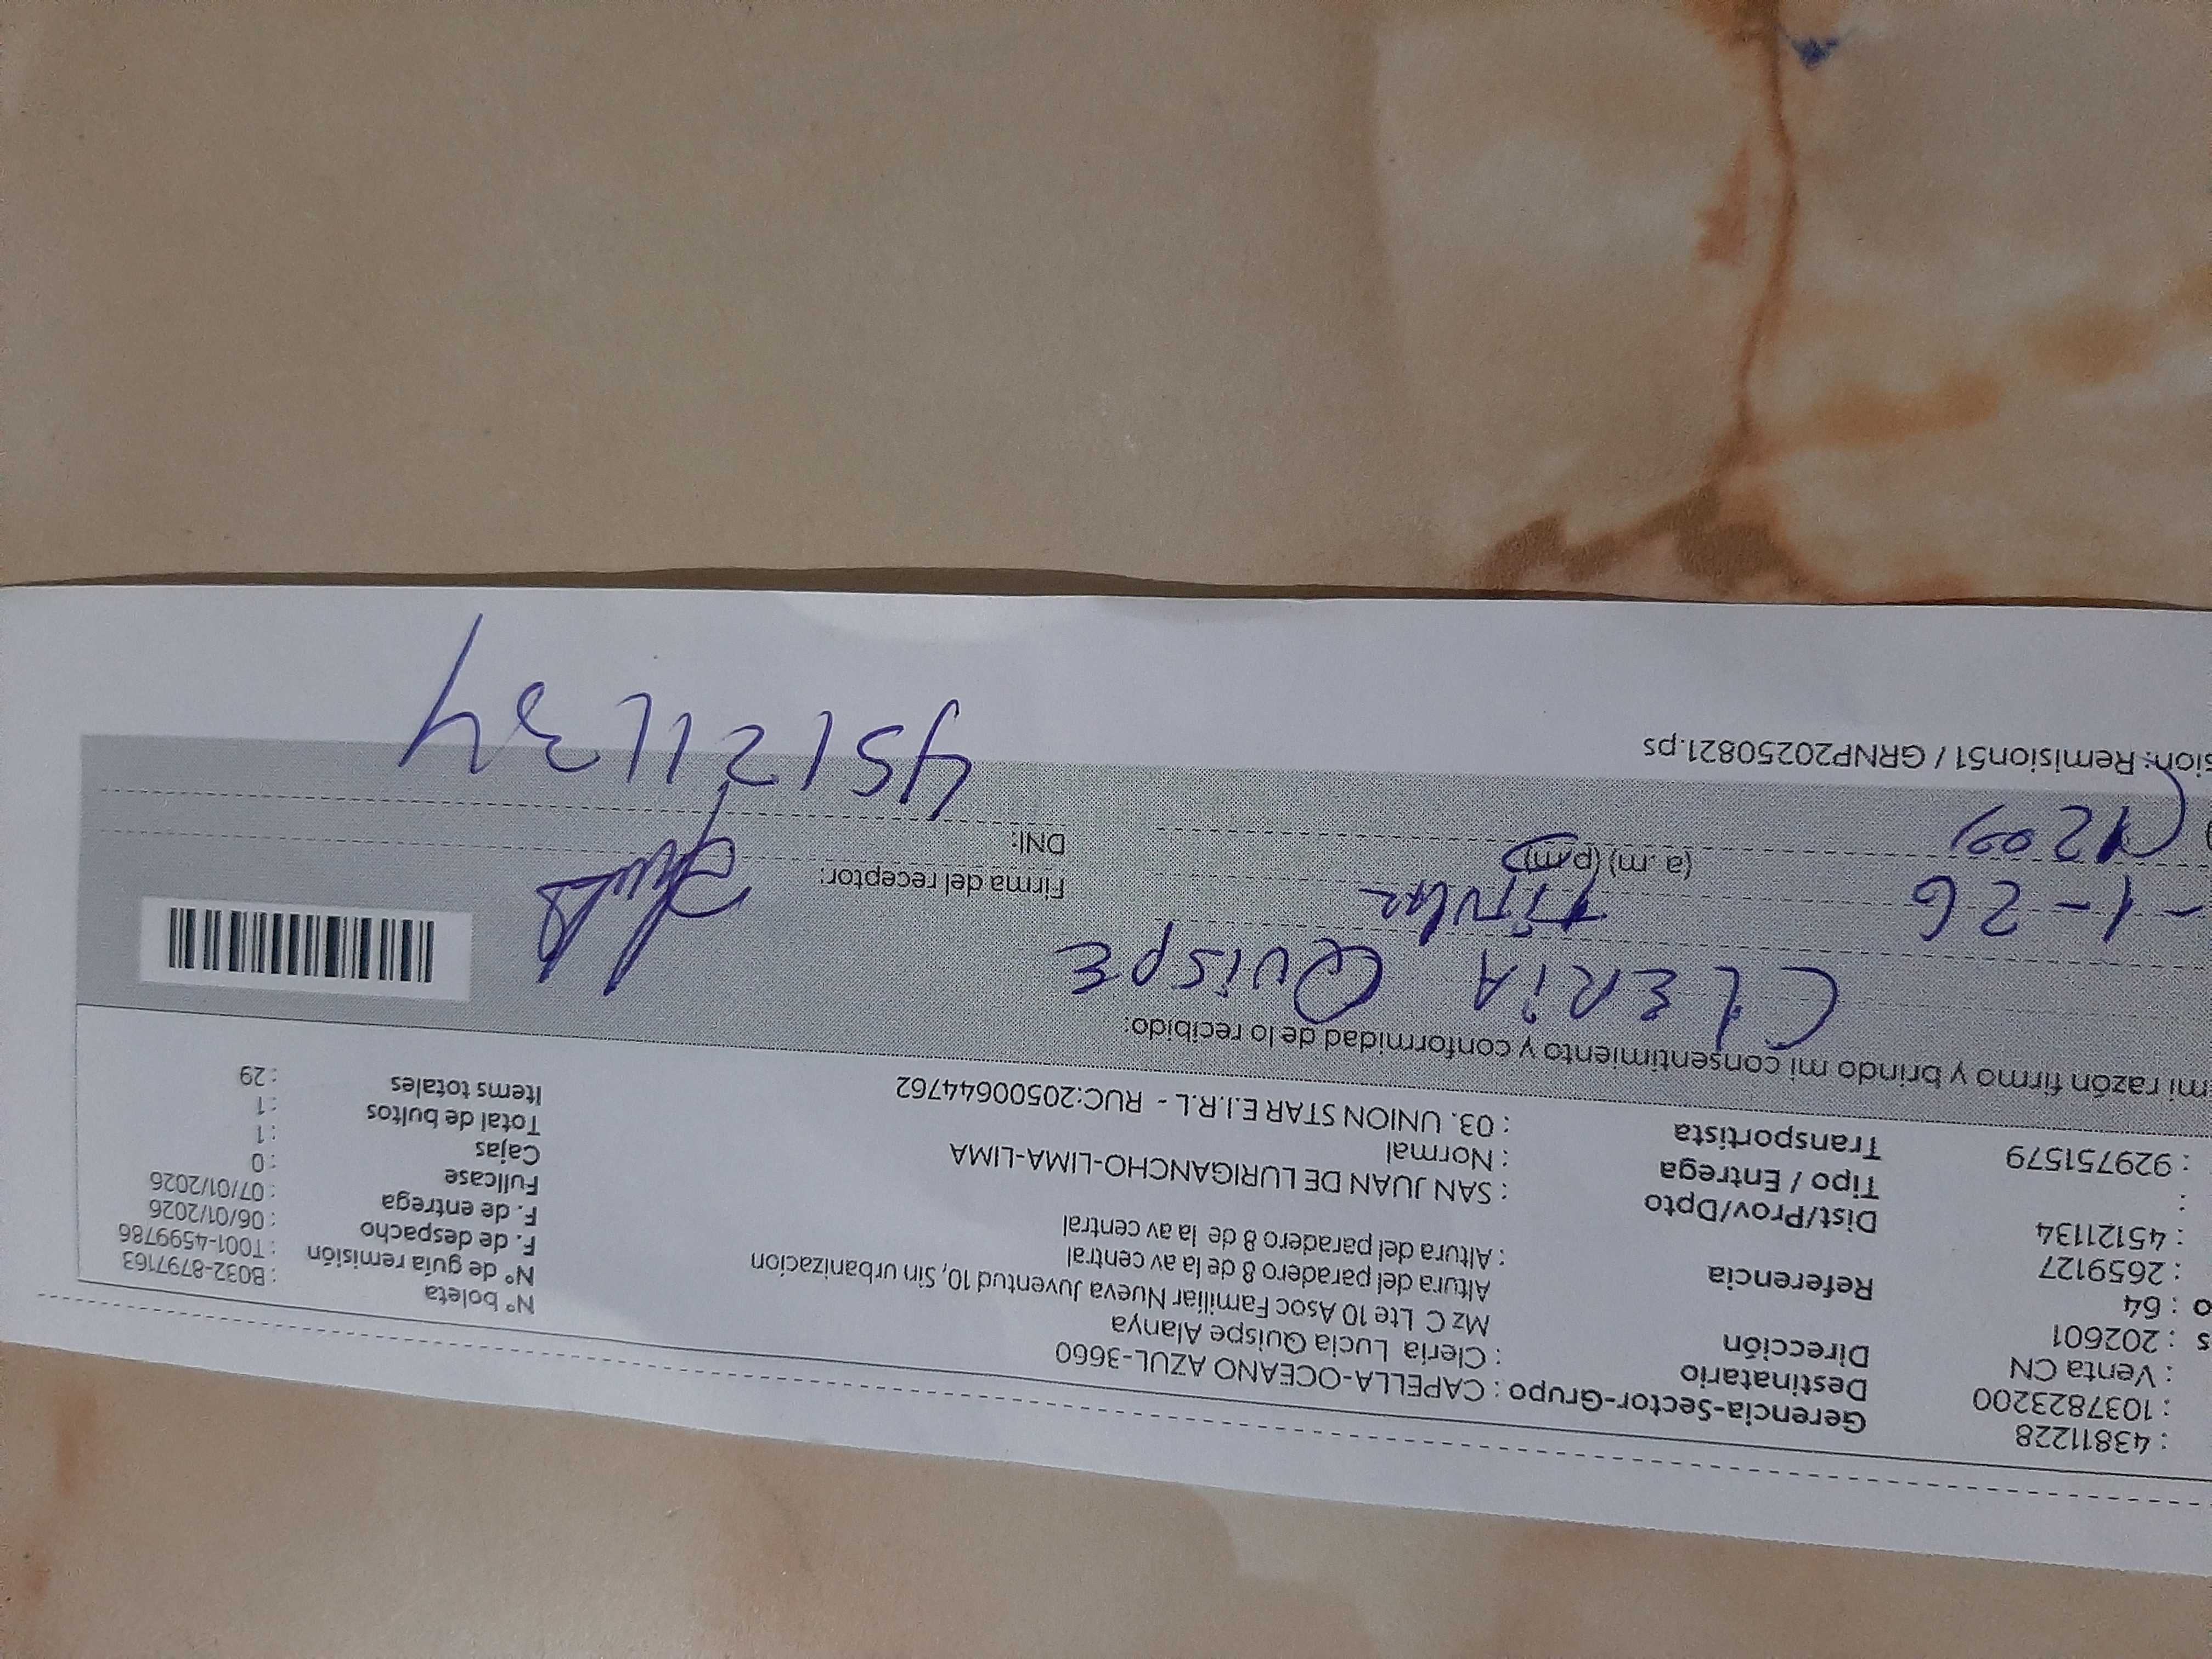 : 43811228
: 1037823200
: Venta CN
s : 202601
o : 64
: 2659127
: 45121134
:
: 929751579
Gerencia-Sector-Grupo : CAPELLA-OCEANO AZUL-3660
Destinatario : Cleria Lucia Quispe Alanya
Dirección Mz C Lte 10 Asoc Familiar Nueva Juventud 10, Sin urbanizacion
Altura del paradero 8 de la av central
Referencia : Altura del paradero 8 de la av central
Dist/Prov/Dpto : SAN JUAN DE LURIGANCHO-LIMA-LIMA
Tipo / Entrega : Normal
Transportista : 03. UNION STAR E.I.R.L - RUC:20500644762
N° boleta : B032-8797163
N° de guía remisión : T001-4599786
F. de despacho : 06/01/2026
F. de entrega : 07/01/2026
Fullcase : 0
Cajas : 1
Total de bultos : 1
Items totales : 29
mi razón firmo y brindo mi consentimiento y conformidad de lo recibido:
CLERIA QUISPE
-1-26 Titular
Firma del receptor:
1209 (a. m) (p.m)
DNI: 45121134
sion: Remision51 / GRNP20250821.ps